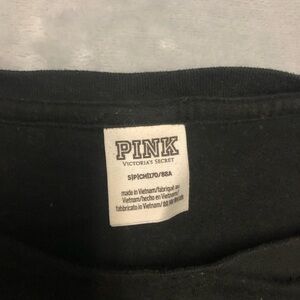 PINK
VICTORIA'S SECRET
S|P|CH|170/88A
made in Vietnam/fabriqué au
Vietnam/hecho en Vietnam/
fabbricato in Vietnam/